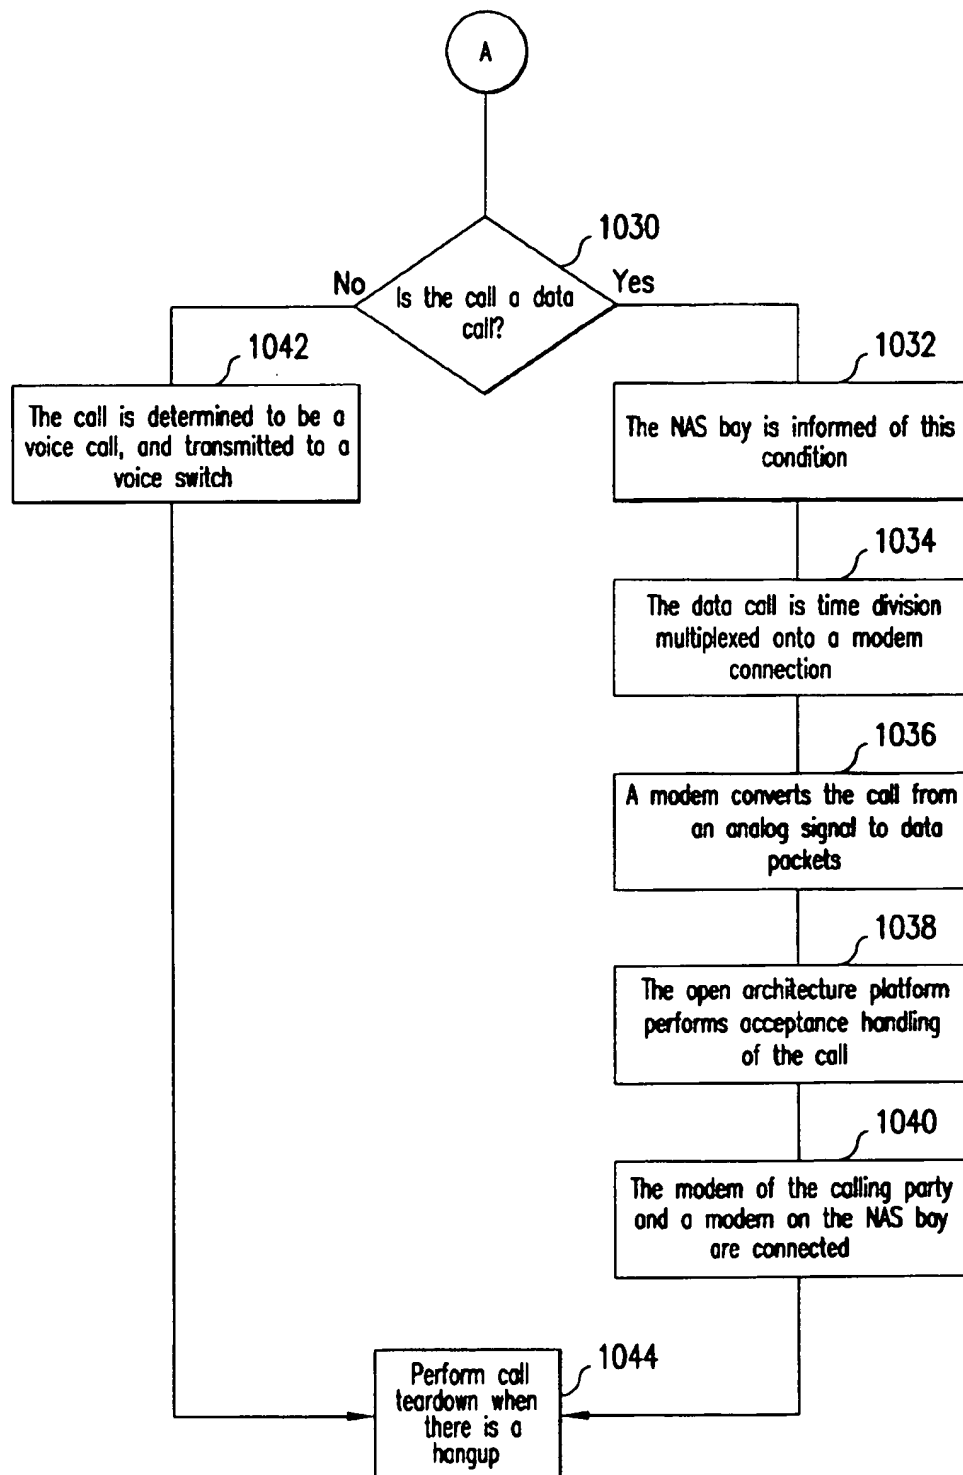 A
1030
Is the call a data
call?
No
Yes
1042
The call is determined to be a
voice call, and transmitted to a
voice switch
1032
The NAS bay is informed of this
condition
1034
The data call is time division
multiplexed onto a modem
connection
1036
A modem converts the call from
an analog signal to data
packets
1038
The open architecture platform
performs acceptance handling
of the call
1040
The modem of the calling party
and a modem on the NAS bay
are connected
1044
Perform call
teardown when
there is a
hangup